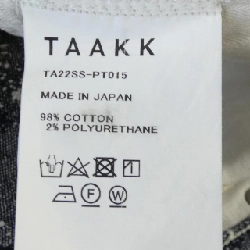 TAAKK
TA22SS-PT015
MADE IN JAPAN
98% COTTON
2% POLYURETHANE
F W